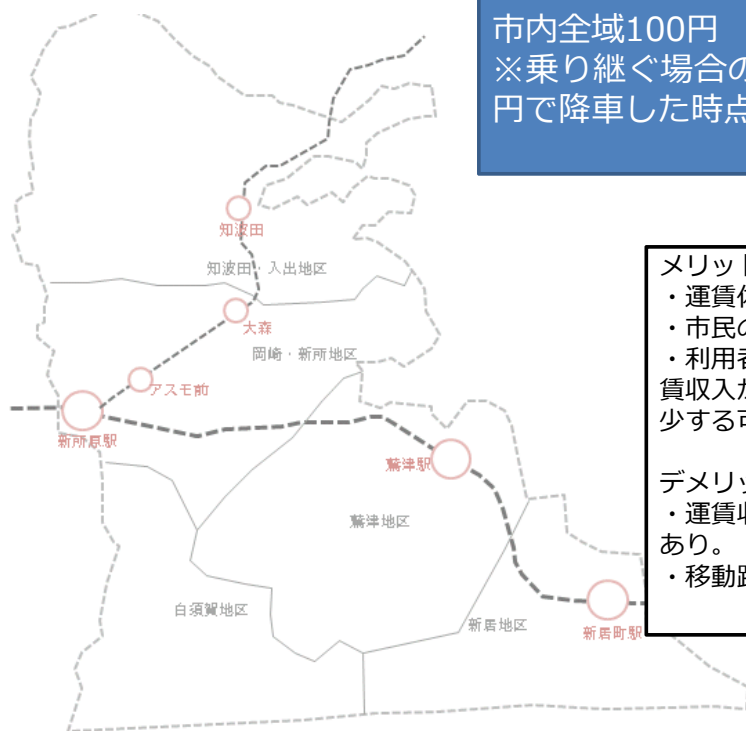 市内全域100円
※乗り継ぐ場合の
円で降車した時点
知波田
知波田・入出地区
大森
岡崎・新所地区
アスモ前
新所原駅
鷲津駅
鷲津地区
白須賀地区
新居地区
新居町駅
メリット
・運賃
・市民の
・利用者
賃収入が
少する可
デメリッ
・運賃収
あり。
・移動距